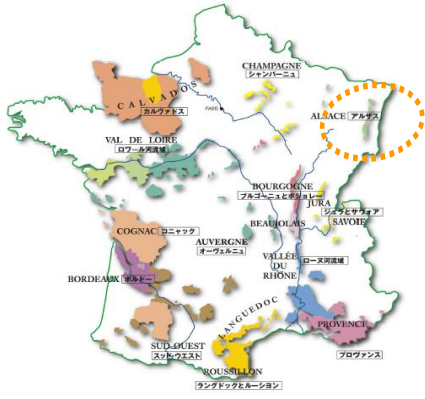 CHAMPAGNE
シャンパーニュ
CALVADOS
カルヴァドス
PARIS
ALSACE アルザス
VAL DE LOIRE
ロワール河流域
BOURGOGNE
ブルゴーニュとボジョレー
JURA
ジュラとサヴォア
SAVOIE
BEAUJOLAIS
COGNAC コニャック
AUVERGNE
オーヴェルニュ
VALLÉE
DU
RHÔNE
ローヌ河流域
BORDEAUX ボルドー
LANGUEDOC
PROVENCE
プロヴァンス
SUD-OUEST
スッド・ウエスト
ROUSSILLON
ラングドックとルーション